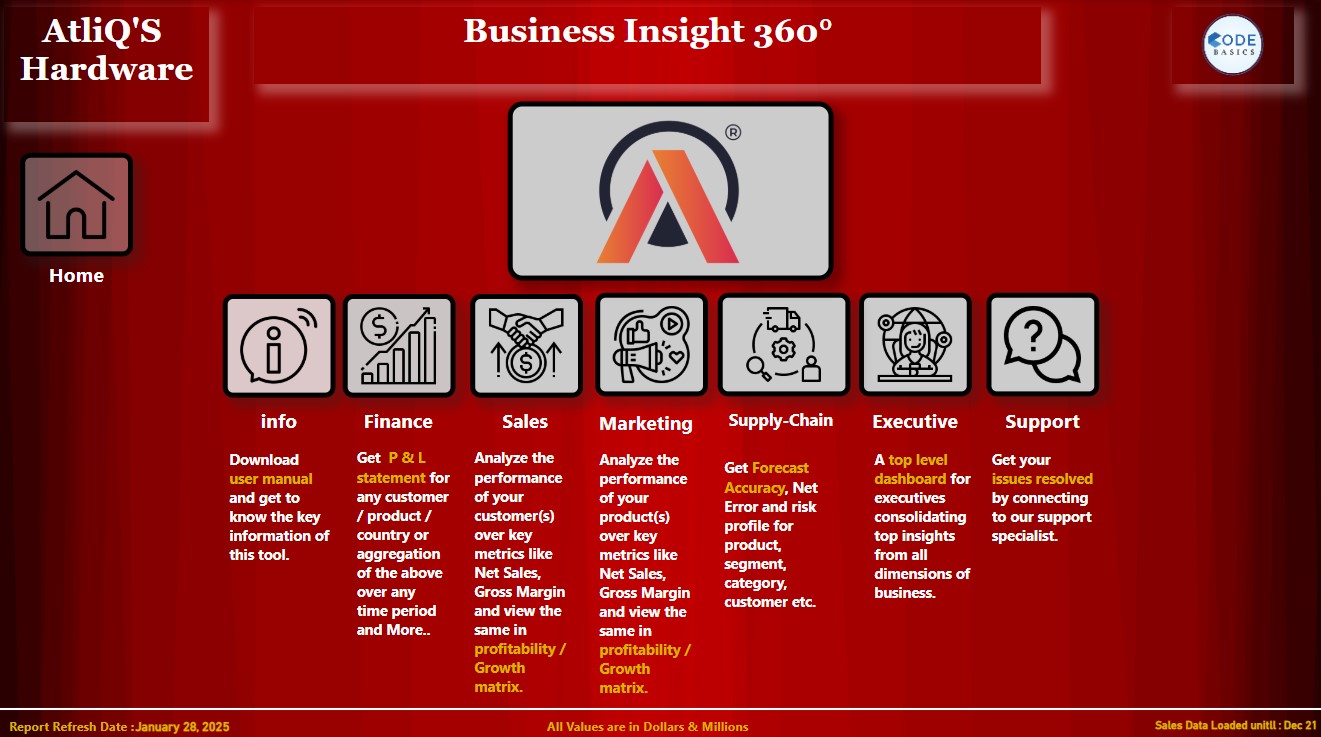 AtliQ'S
Hardware
Business Insight 360°
CODE
BASICS
®
Home
info
Download
user manual
and get to
know the key
information of
this tool.
Finance
Get P & L
statement for
any customer
/ product /
country or
aggregation
of the above
over any
time period
and More..
Sales
Analyze the
performance
of your
customer(s)
over key
metrics like
Net Sales,
Gross Margin
and view the
same in
profitability /
Growth
matrix.
Marketing
Analyze the
performance
of your
product(s)
over key
metrics like
Net Sales,
Gross Margin
and view the
same in
profitability /
Growth
matrix.
Supply-Chain
Get Forecast
Accuracy, Net
Error and risk
profile for
product,
segment,
category,
customer etc.
Executive
A top level
dashboard for
executives
consolidating
top insights
from all
dimensions of
business.
Support
Get your
issues resolved
by connecting
to our support
specialist.
Report Refresh Date :January 28, 2025
All Values are in Dollars & Millions
Sales Data Loaded unitll : Dec 21